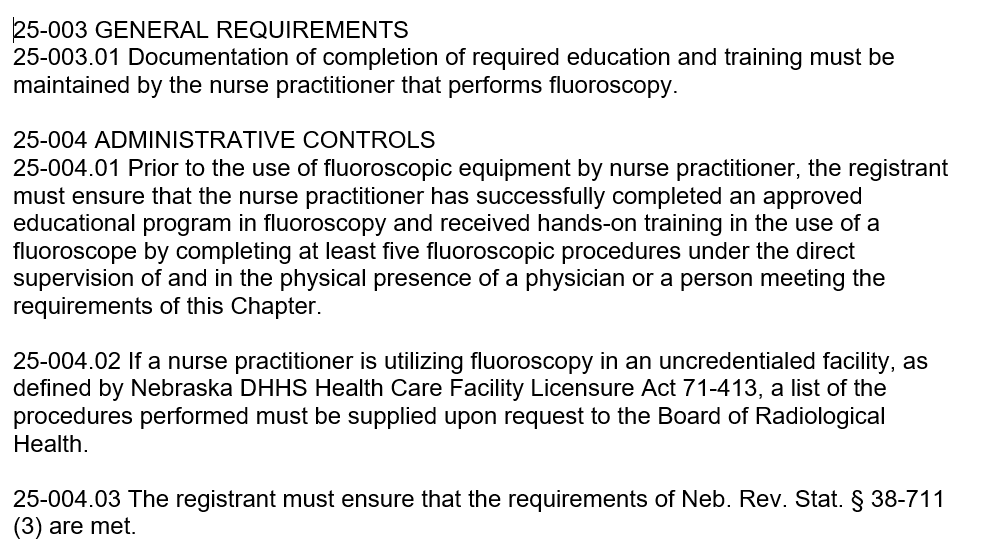 25-003 GENERAL REQUIREMENTS
25-003.01 Documentation of completion of required education and training must be
maintained by the nurse practitioner that performs fluoroscopy.
25-004 ADMINISTRATIVE CONTROLS
25-004.01 Prior to the use of fluoroscopic equipment by nurse practitioner, the registrant
must ensure that the nurse practitioner has successfully completed an approved
educational program in fluoroscopy and received hands-on training in the use of a
fluoroscope by completing at least five fluoroscopic procedures under the direct
supervision of and in the physical presence of a physician or a person meeting the
requirements of this Chapter.
25-004.02 If a nurse practitioner is utilizing fluoroscopy in an uncredentialed facility, as
defined by Nebraska DHHS Health Care Facility Licensure Act 71-413, a list of the
procedures performed must be supplied upon request to the Board of Radiological
Health.
25-004.03 The registrant must ensure that the requirements of Neb. Rev. Stat. § 38-711
(3) are met.